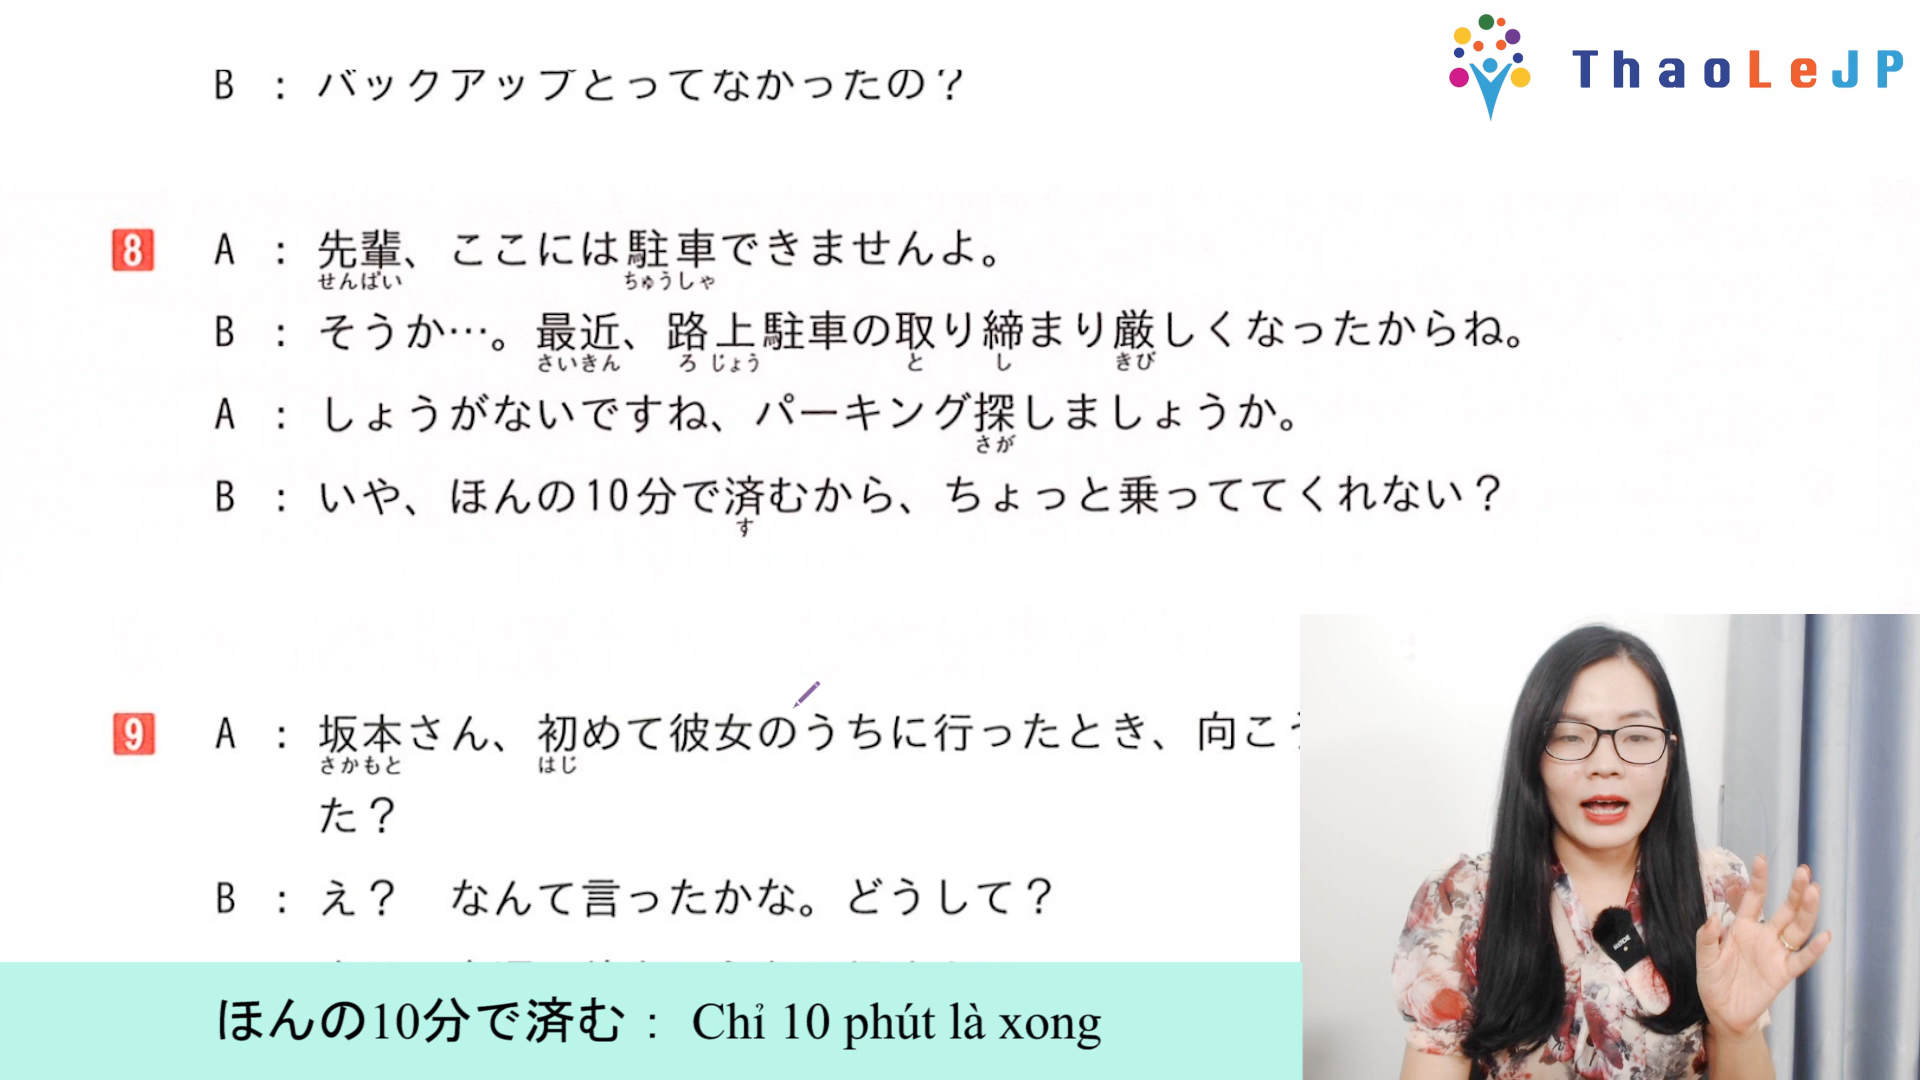 ThaoLeJP
B : バックアップとってなかったの？
8 A : 先輩、ここには駐車できませんよ。
せんぱい ちゅうしゃ
B : そうか…。最近、路上駐車の取り締まり厳しくなったからね。
さいきん ろじょう と し きび
A : しょうがないですね、パーキング探しましょうか。
さが
B : いや、ほんの10分で済むから、ちょっと乗っててくれない？
す
9 A : 坂本さん、初めて彼女のうちに行ったとき、向こ
さかもと はじ
た？
B : え？ なんて言ったかな。どうして？
ほんの10分で済む : Chỉ 10 phút là xong
RODE